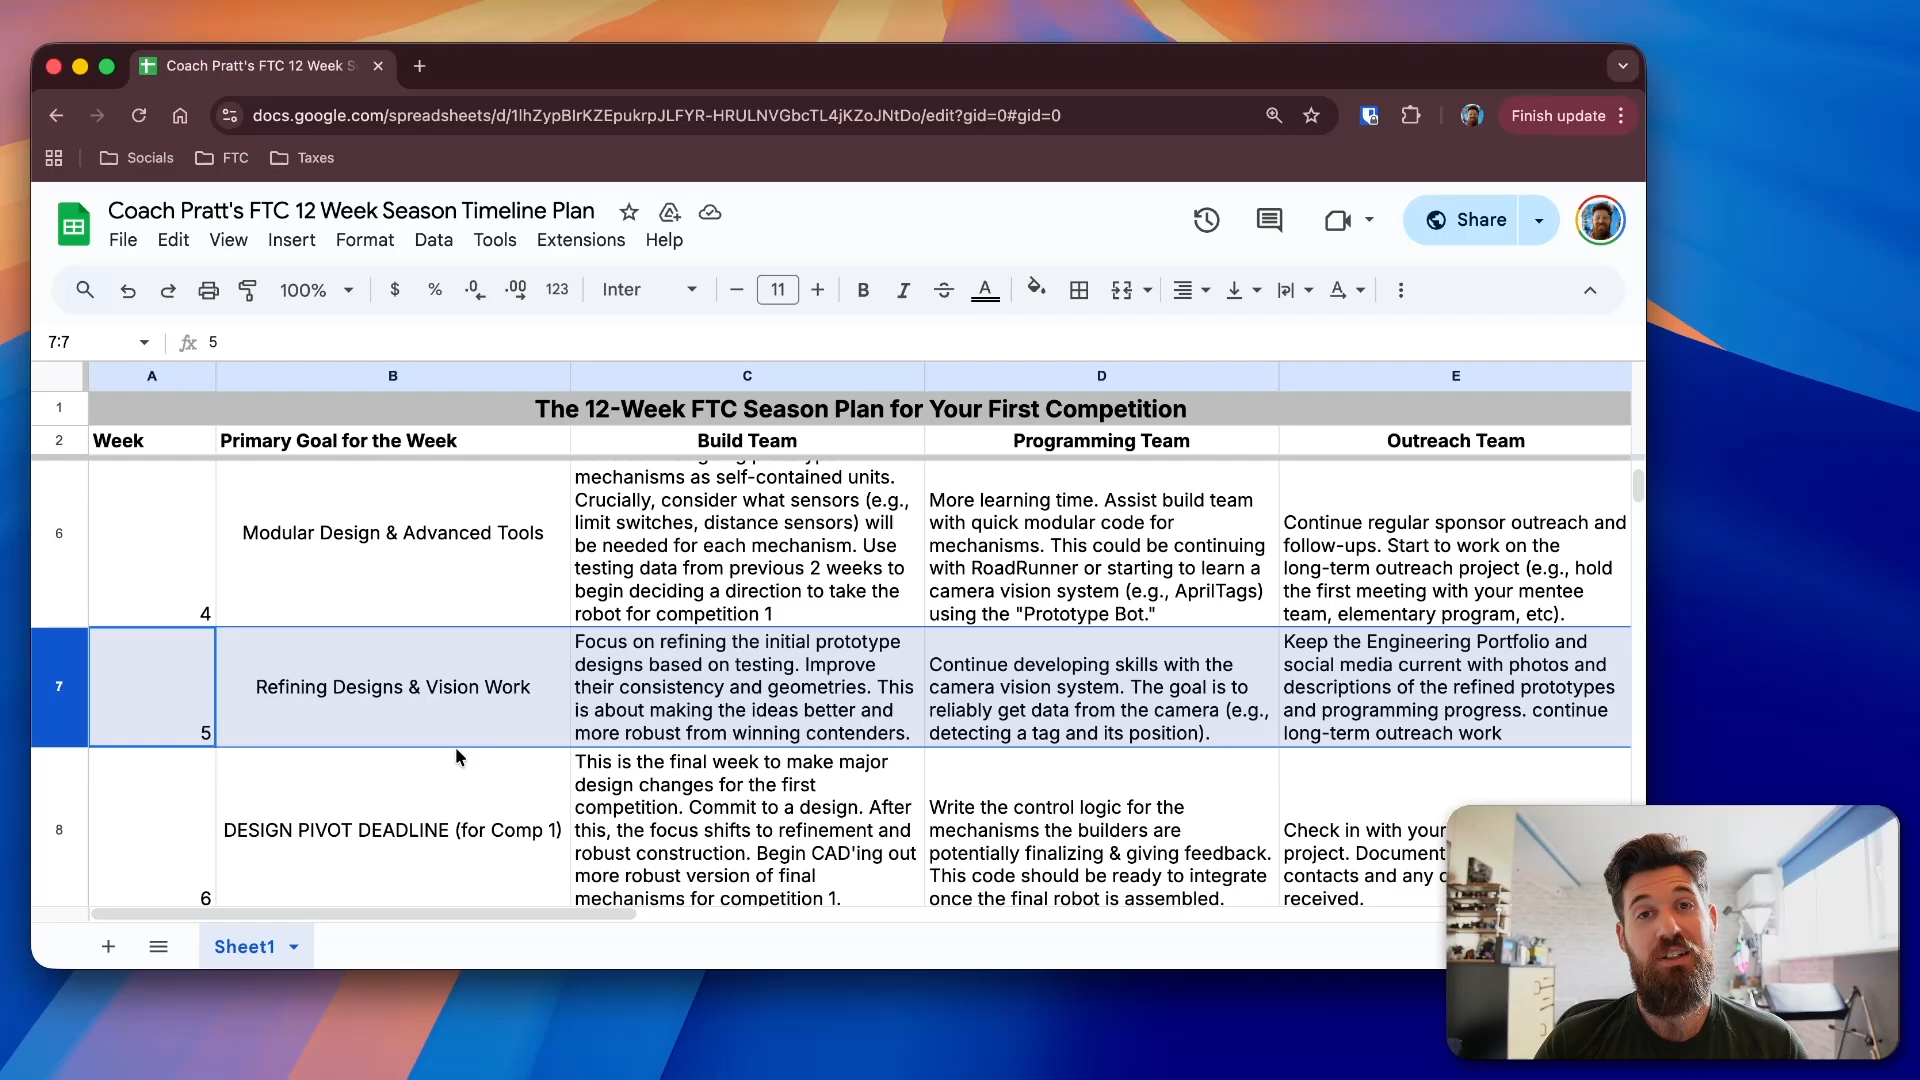 Coach Pratt's FTC 12 Week S
docs.google.com/spreadsheets/d/1lhZypBIrKZEpukrpJLFYR-HRULNVGbcTL4jKZoJNtDo/edit?gid=0#gid=0
Finish update
Socials
FTC
Taxes
Coach Pratt's FTC 12 Week Season Timeline Plan
File Edit View Insert Format Data Tools Extensions Help
Share
100% $ % .0 .00 123 Inter 11 B I A
7:7 fx 5
A B C D E
1 The 12-Week FTC Season Plan for Your First Competition
2 Week Primary Goal for the Week Build Team Programming Team Outreach Team
6
4
Modular Design & Advanced Tools
mechanisms as self-contained units.
Crucially, consider what sensors (e.g.,
limit switches, distance sensors) will
be needed for each mechanism. Use
testing data from previous 2 weeks to
begin deciding a direction to take the
robot for competition 1
More learning time. Assist build team
with quick modular code for
mechanisms. This could be continuing
with RoadRunner or starting to learn a
camera vision system (e.g., AprilTags)
using the "Prototype Bot."
Continue regular sponsor outreach and
follow-ups. Start to work on the
long-term outreach project (e.g., hold
the first meeting with your mentee
team, elementary program, etc).
7
5
Refining Designs & Vision Work
Focus on refining the initial prototype
designs based on testing. Improve
their consistency and geometries. This
is about making the ideas better and
more robust from winning contenders.
Continue developing skills with the
camera vision system. The goal is to
reliably get data from the camera (e.g.,
detecting a tag and its position).
Keep the Engineering Portfolio and
social media current with photos and
descriptions of the refined prototypes
and programming progress. continue
long-term outreach work
8
6
DESIGN PIVOT DEADLINE (for Comp 1)
This is the final week to make major
design changes for the first
competition. Commit to a design. After
this, the focus shifts to refinement and
robust construction. Begin CAD'ing out
more robust version of final
mechanisms for competition 1.
Write the control logic for the
mechanisms the builders are
potentially finalizing & giving feedback.
This code should be ready to integrate
once the final robot is assembled.
Check in with your
project. Document
contacts and any
received.
Sheet1